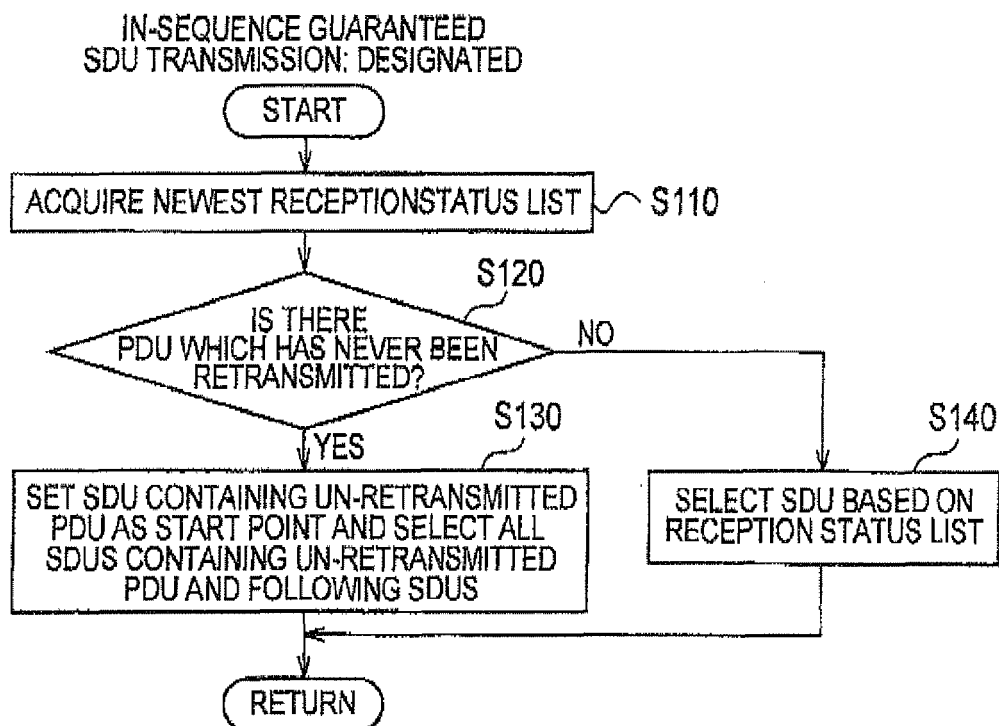 IN-SEQUENCE GUARANTEED
SDU TRANSMISSION: DESIGNATED
START
ACQUIRE NEWEST RECEPTIONSTATUS LIST
S110
S120
IS THERE
PDU WHICH HAS NEVER BEEN
RETRANSMITTED?
NO
YES
S130
SET SDU CONTAINING UN-RETRANSMITTED
PDU AS START POINT AND SELECT ALL
SDUS CONTAINING UN-RETRANSMITTED
PDU AND FOLLOWING SDUS
S140
SELECT SDU BASED ON
RECEPTION STATUS LIST
RETURN